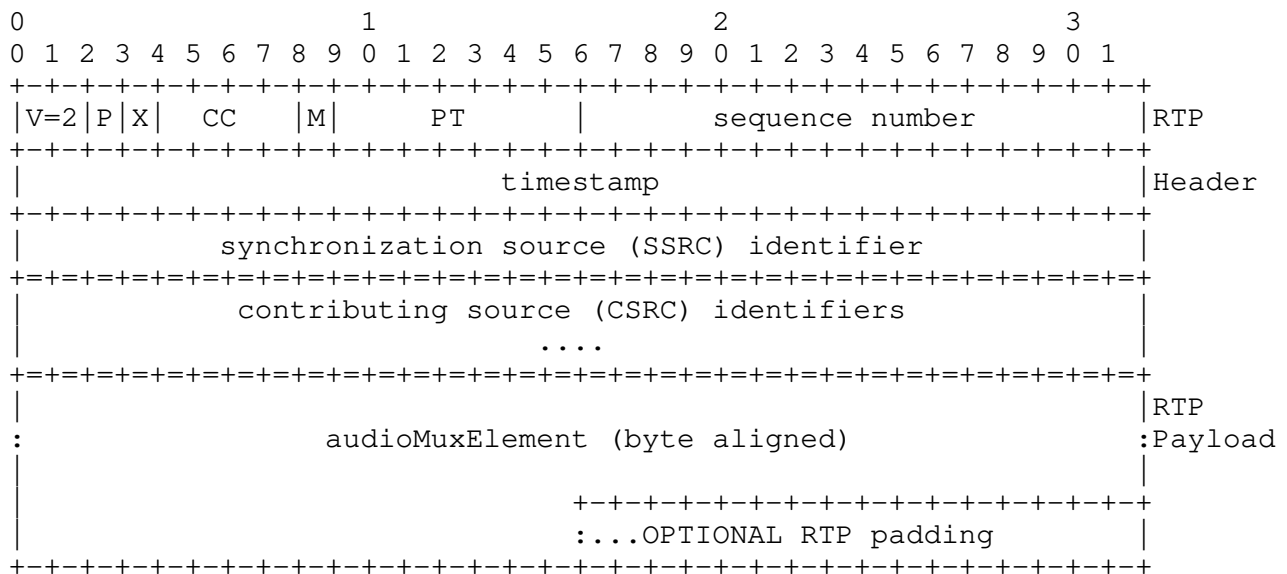 0                   1                   2                   3
0 1 2 3 4 5 6 7 8 9 0 1 2 3 4 5 6 7 8 9 0 1 2 3 4 5 6 7 8 9 0 1
+-+-+-+-+-+-+-+-+-+-+-+-+-+-+-+-+-+-+-+-+-+-+-+-+-+-+-+-+-+-+-+-+
|V=2|P|X|  CC   |M|     PT      |       sequence number         |RTP
+-+-+-+-+-+-+-+-+-+-+-+-+-+-+-+-+-+-+-+-+-+-+-+-+-+-+-+-+-+-+-+-+
|                           timestamp                           |Header
+-+-+-+-+-+-+-+-+-+-+-+-+-+-+-+-+-+-+-+-+-+-+-+-+-+-+-+-+-+-+-+-+
|           synchronization source (SSRC) identifier            |
+=+=+=+=+=+=+=+=+=+=+=+=+=+=+=+=+=+=+=+=+=+=+=+=+=+=+=+=+=+=+=+=+
|            contributing source (CSRC) identifiers             |
|                             ....                              |
+=+=+=+=+=+=+=+=+=+=+=+=+=+=+=+=+=+=+=+=+=+=+=+=+=+=+=+=+=+=+=+=+
|                                                               |RTP
:                 audioMuxElement (byte aligned)                :Payload
|                                                               |
|                               +-+-+-+-+-+-+-+-+-+-+-+-+-+-+-+-+
|                               :...OPTIONAL RTP padding        |
+-+-+-+-+-+-+-+-+-+-+-+-+-+-+-+-+-+-+-+-+-+-+-+-+-+-+-+-+-+-+-+-+